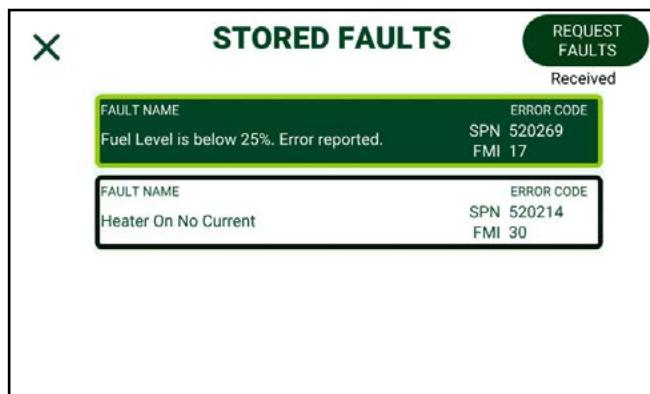 STORED FAULTS
REQUEST
FAULTS
Received
FAULT NAME ERROR CODE
Fuel Level is below 25%. Error reported. SPN 520269
FMI 17
FAULT NAME ERROR CODE
Heater On No Current SPN 520214
FMI 30